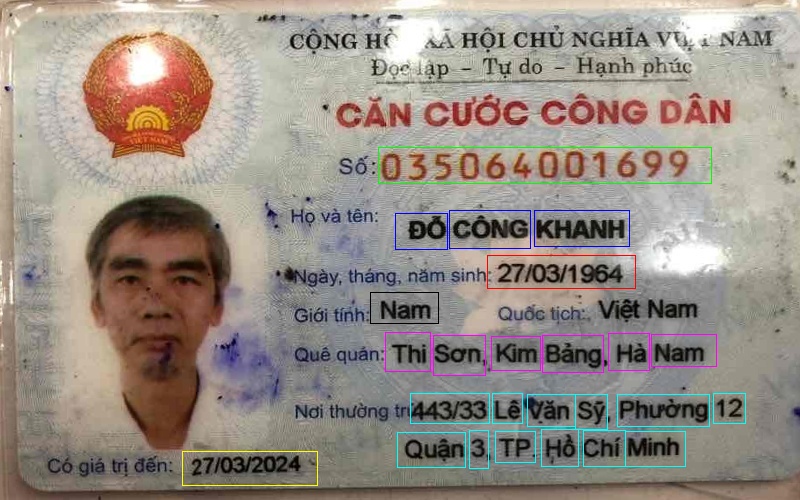 CỘNG HÒA XÃ HỘI CHỦ NGHĨA VIỆT NAM
Độc lập - Tự do - Hạnh phúc
CĂN CƯỚC CÔNG DÂN
Số: 035064001699
Họ và tên: ĐỖ CÔNG KHANH
Ngày, tháng, năm sinh: 27/03/1964
Giới tính: Nam Quốc tịch: Việt Nam
Quê quán: Thi Sơn, Kim Bảng, Hà Nam
Nơi thường trú: 443/33 Lê Văn Sỹ, Phường 12
Quận 3, TP. Hồ Chí Minh
Có giá trị đến: 27/03/2024